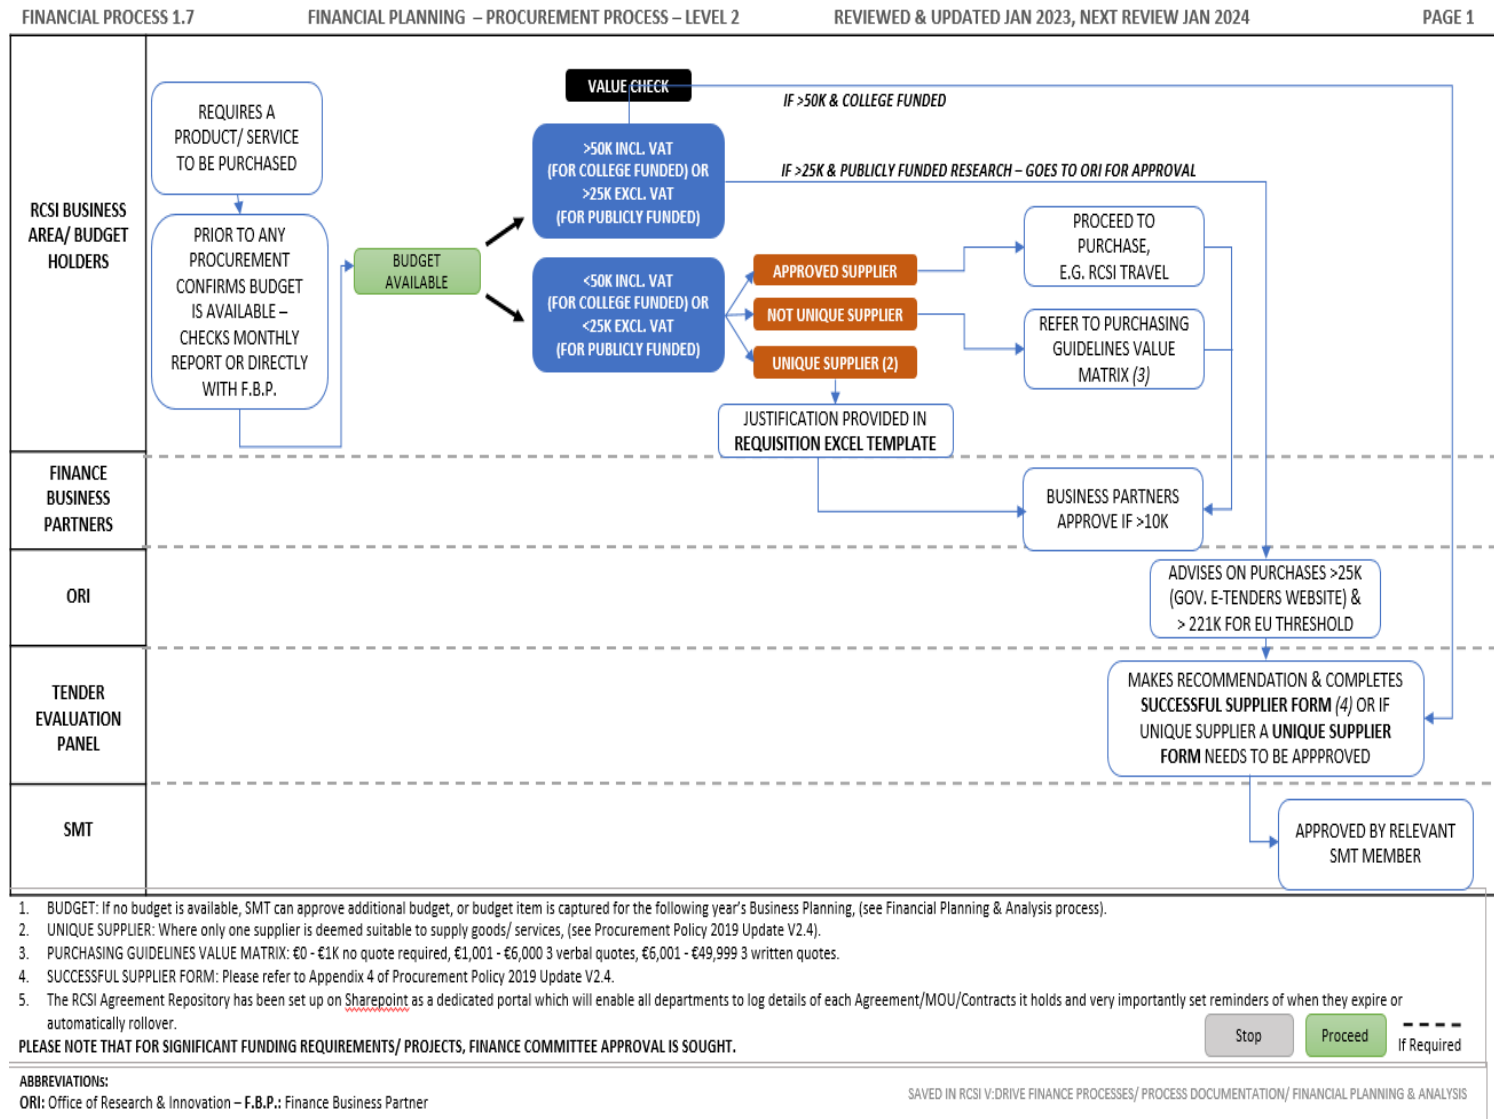 FINANCIAL PROCESS 1.7
FINANCIAL PLANNING – PROCUREMENT PROCESS – LEVEL 2
REVIEWED & UPDATED JAN 2023, NEXT REVIEW JAN 2024
PAGE 1
RCSI BUSINESS
AREA/ BUDGET
HOLDERS
REQUIRES A
PRODUCT/ SERVICE
TO BE PURCHASED
PRIOR TO ANY
PROCUREMENT
CONFIRMS BUDGET
IS AVAILABLE –
CHECKS MONTHLY
REPORT OR DIRECTLY
WITH F.B.P.
BUDGET
AVAILABLE
VALUE CHECK
IF >50K & COLLEGE FUNDED
>50K INCL. VAT
(FOR COLLEGE FUNDED) OR
>25K EXCL. VAT
(FOR PUBLICLY FUNDED)
IF >25K & PUBLICLY FUNDED RESEARCH – GOES TO ORI FOR APPROVAL
<50K INCL. VAT
(FOR COLLEGE FUNDED) OR
<25K EXCL. VAT
(FOR PUBLICLY FUNDED)
APPROVED SUPPLIER
NOT UNIQUE SUPPLIER
UNIQUE SUPPLIER (2)
PROCEED TO
PURCHASE,
E.G. RCSI TRAVEL
REFER TO PURCHASING
GUIDELINES VALUE
MATRIX (3)
JUSTIFICATION PROVIDED IN
REQUISITION EXCEL TEMPLATE
FINANCE
BUSINESS
PARTNERS
BUSINESS PARTNERS
APPROVE IF >10K
ORI
ADVISES ON PURCHASES >25K
(GOV. E-TENDERS WEBSITE) &
> 221K FOR EU THRESHOLD
TENDER
EVALUATION
PANEL
MAKES RECOMMENDATION & COMPLETES
SUCCESSFUL SUPPLIER FORM (4) OR IF
UNIQUE SUPPLIER A UNIQUE SUPPLIER
FORM NEEDS TO BE APPPROVED
SMT
APPROVED BY RELEVANT
SMT MEMBER
1. BUDGET: If no budget is available, SMT can approve additional budget, or budget item is captured for the following year's Business Planning, (see Financial Planning & Analysis process).
2. UNIQUE SUPPLIER: Where only one supplier is deemed suitable to supply goods/ services, (see Procurement Policy 2019 Update V2.4).
3. PURCHASING GUIDELINES VALUE MATRIX: €0 - €1K no quote required, €1,001 - €6,000 3 verbal quotes, €6,001 - €49,999 3 written quotes.
4. SUCCESSFUL SUPPLIER FORM: Please refer to Appendix 4 of Procurement Policy 2019 Update V2.4.
5. The RCSI Agreement Repository has been set up on Sharepoint as a dedicated portal which will enable all departments to log details of each Agreement/MOU/Contracts it holds and very importantly set reminders of when they expire or
automatically rollover.
PLEASE NOTE THAT FOR SIGNIFICANT FUNDING REQUIREMENTS/ PROJECTS, FINANCE COMMITTEE APPROVAL IS SOUGHT.
Stop
Proceed
If Required
ABBREVIATIONs:
ORI: Office of Research & Innovation – F.B.P.: Finance Business Partner
SAVED IN RCSI V:DRIVE FINANCE PROCESSES/ PROCESS DOCUMENTATION/ FINANCIAL PLANNING & ANALYSIS